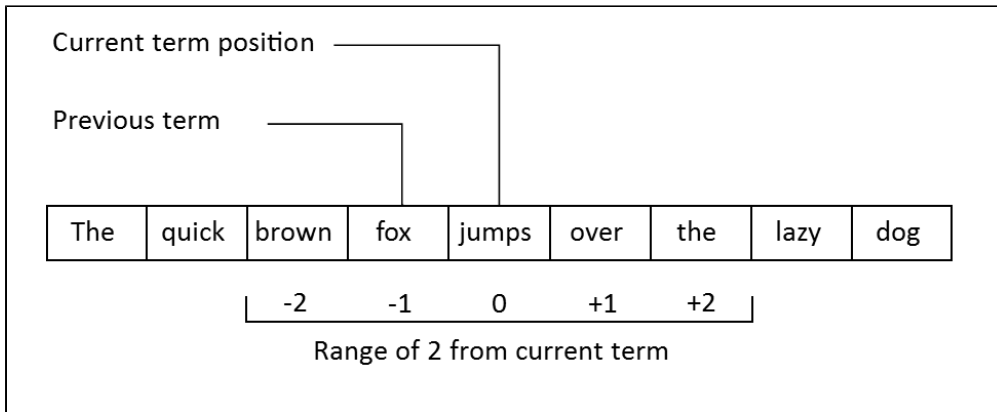 Current term position
Previous term
The quick brown fox jumps over the lazy dog
-2 -1 0 +1 +2
Range of 2 from current term